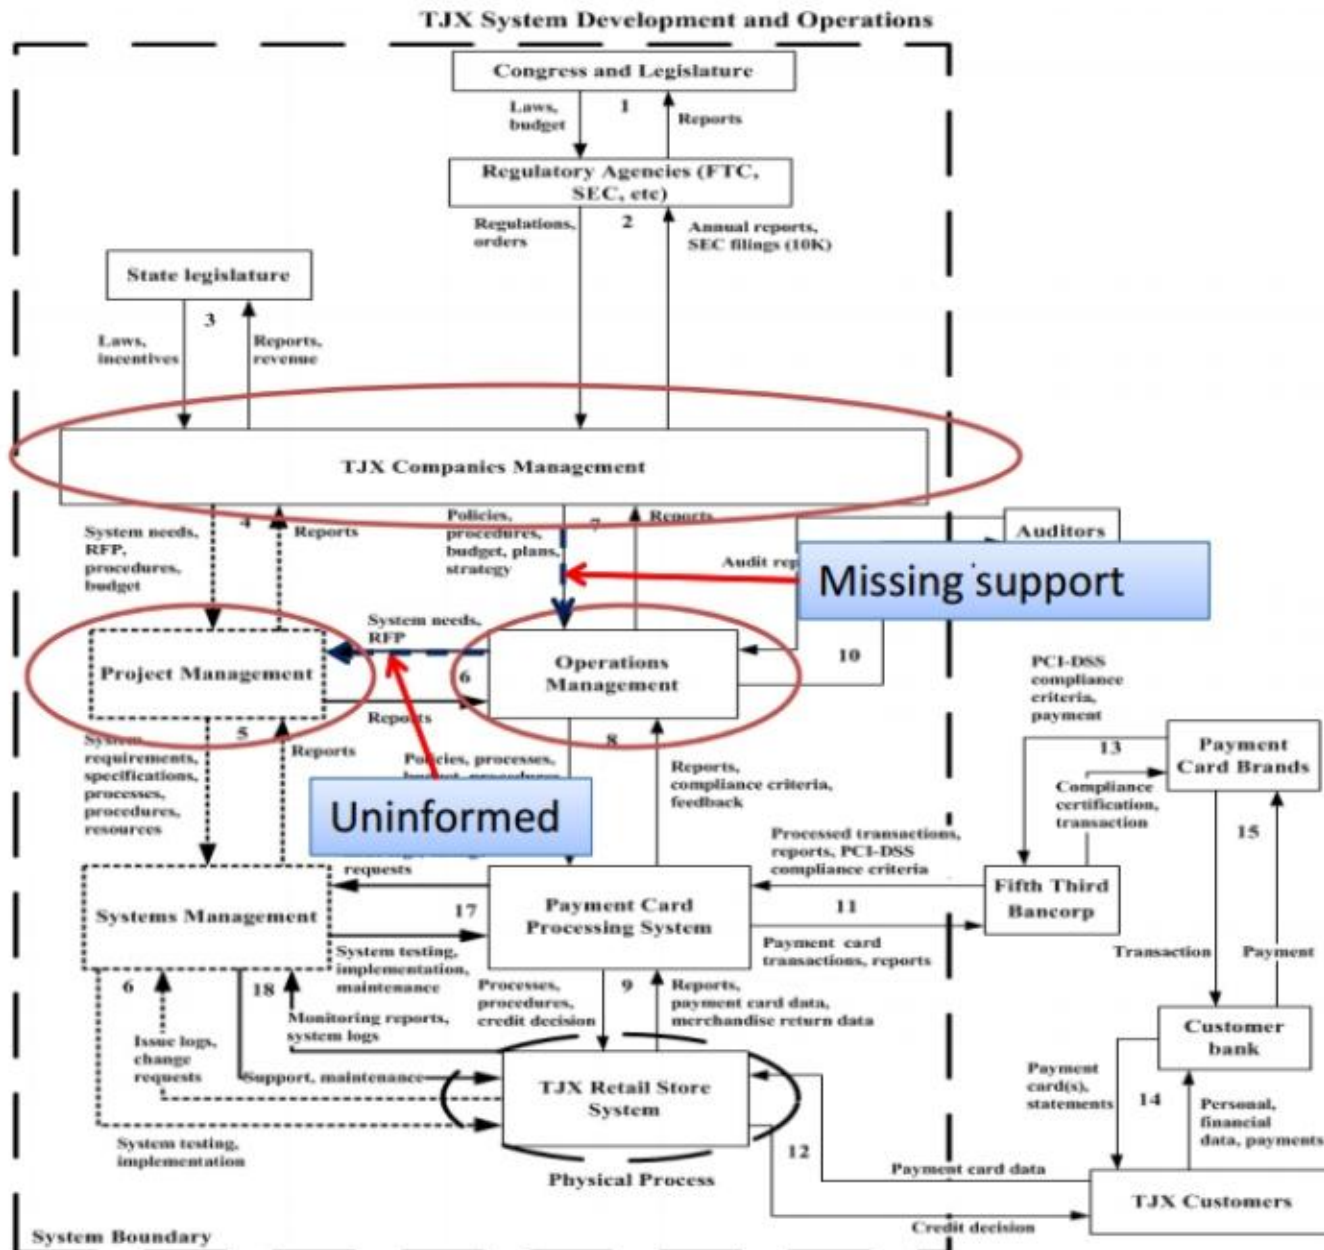 TJX System Development and Operations
Congress and Legislature
Laws,
budget
1
Reports
Regulatory Agencies (FTC,
SEC, etc)
Regulations,
orders
2
Annual reports,
SEC filings (10K)
State legislature
Laws,
incentives
3
Reports,
revenue
TJX Companies Management
System needs,
RFP,
procedures,
budget
4
Reports
Policies,
procedures,
budget, plans,
strategy
7
Reports
Auditors
Audit
Missing support
Project Management
System needs,
RFP
6
Reports
Operations
Management
10
System
requirements,
specifications,
processes,
procedures,
resources
5
Reports
Policies, processes,
8
Reports,
compliance criteria,
feedback
Uninformed
requests
PCI-DSS
compliance
criteria,
payment
13
Payment
Card Brands
Compliance
certification,
transaction
15
Systems Management
17
System testing,
implementation,
maintenance
Payment Card
Processing System
Processed transactions,
reports, PCI-DSS
compliance criteria
11
Payment card
transactions, reports
Fifth Third
Bancorp
Transaction
Payment
6
18
Issue logs,
change
requests
Monitoring reports,
system logs
Support, maintenance
System testing,
implementation
Processes,
procedures,
credit decision
9
Reports,
payment card data,
merchandise return data
TJX Retail Store
System
Physical Process
12
Customer
bank
Payment
card(s),
statements
14
Personal,
financial
data, payments
Payment card data
TJX Customers
Credit decision
System Boundary